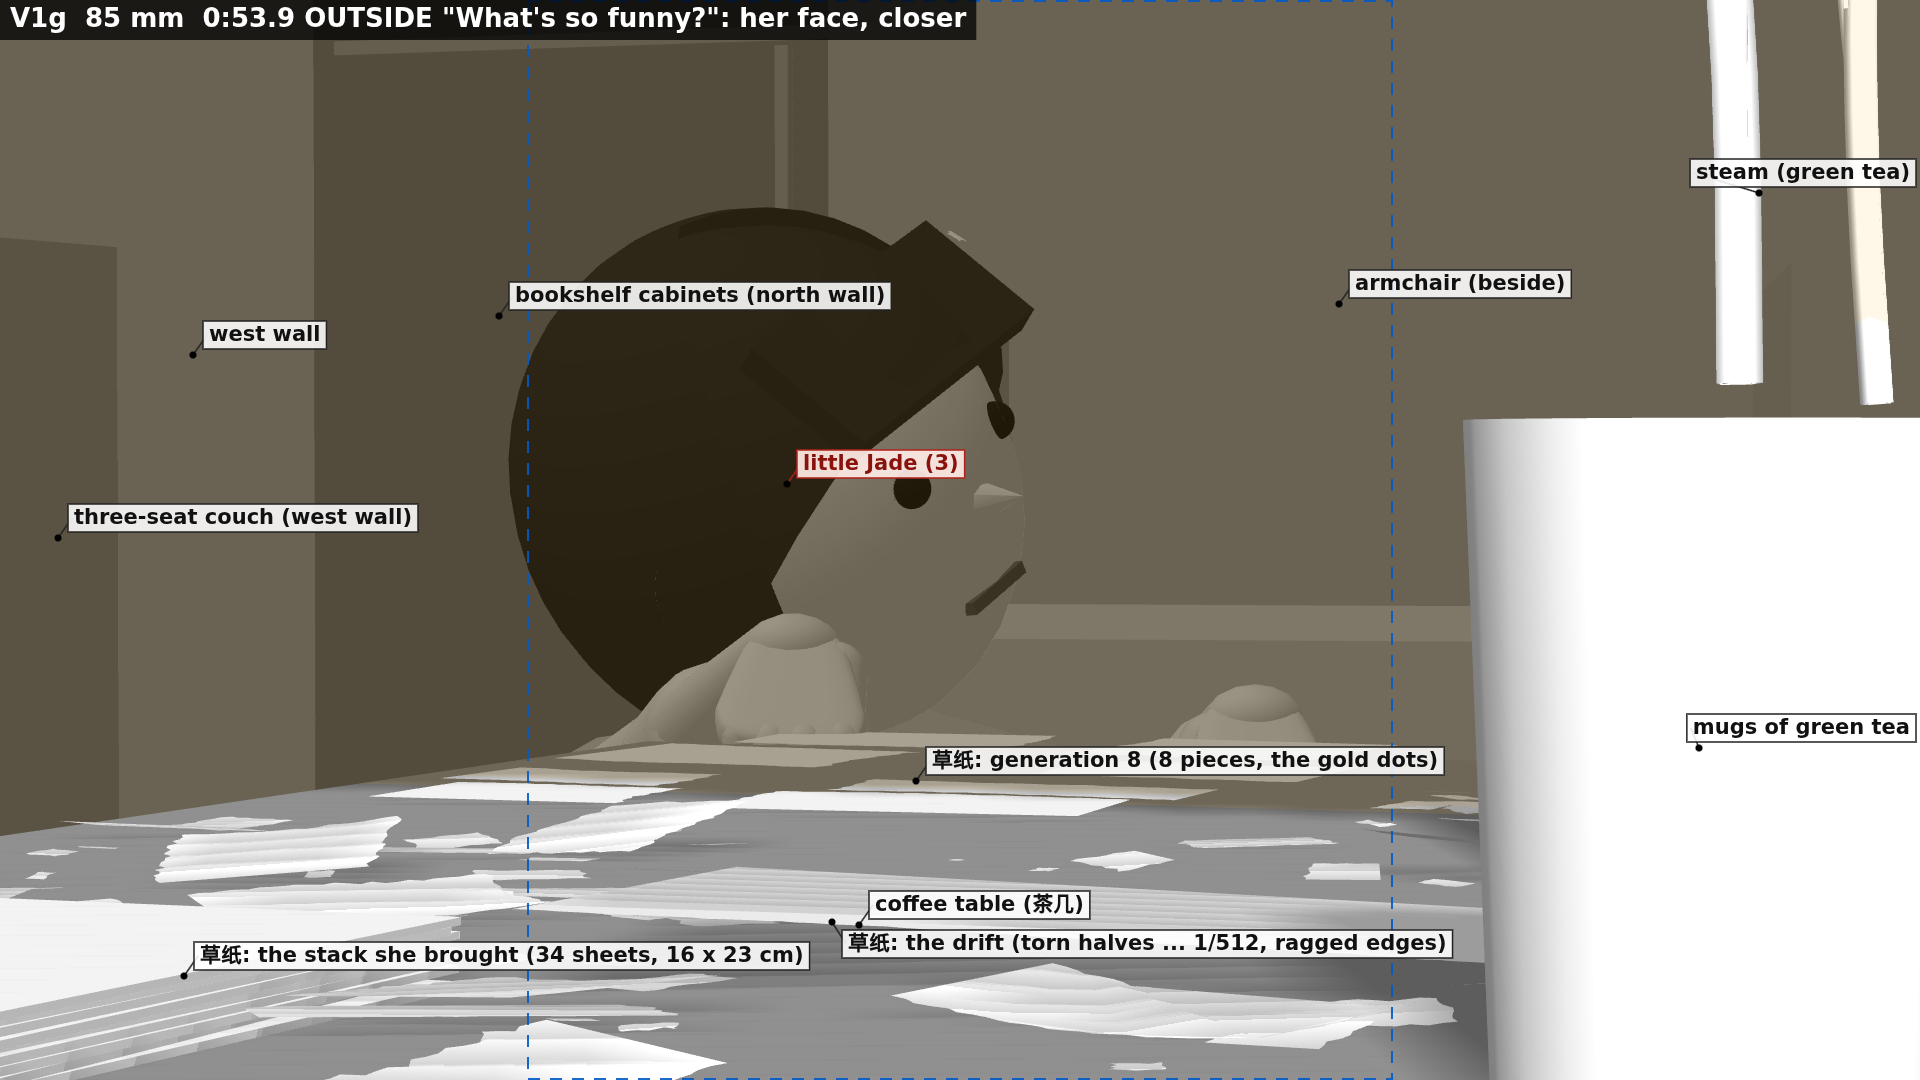 V1g  85 mm  0:53.9 OUTSIDE "What's so funny?": her face, closer
steam (green tea)
armchair (beside)
bookshelf cabinets (north wall)
west wall
little Jade (3)
three-seat couch (west wall)
mugs of green tea
草纸: generation 8 (8 pieces, the gold dots)
coffee table (茶几)
草纸: the drift (torn halves ... 1/512, ragged edges)
草纸: the stack she brought (34 sheets, 16 x 23 cm)